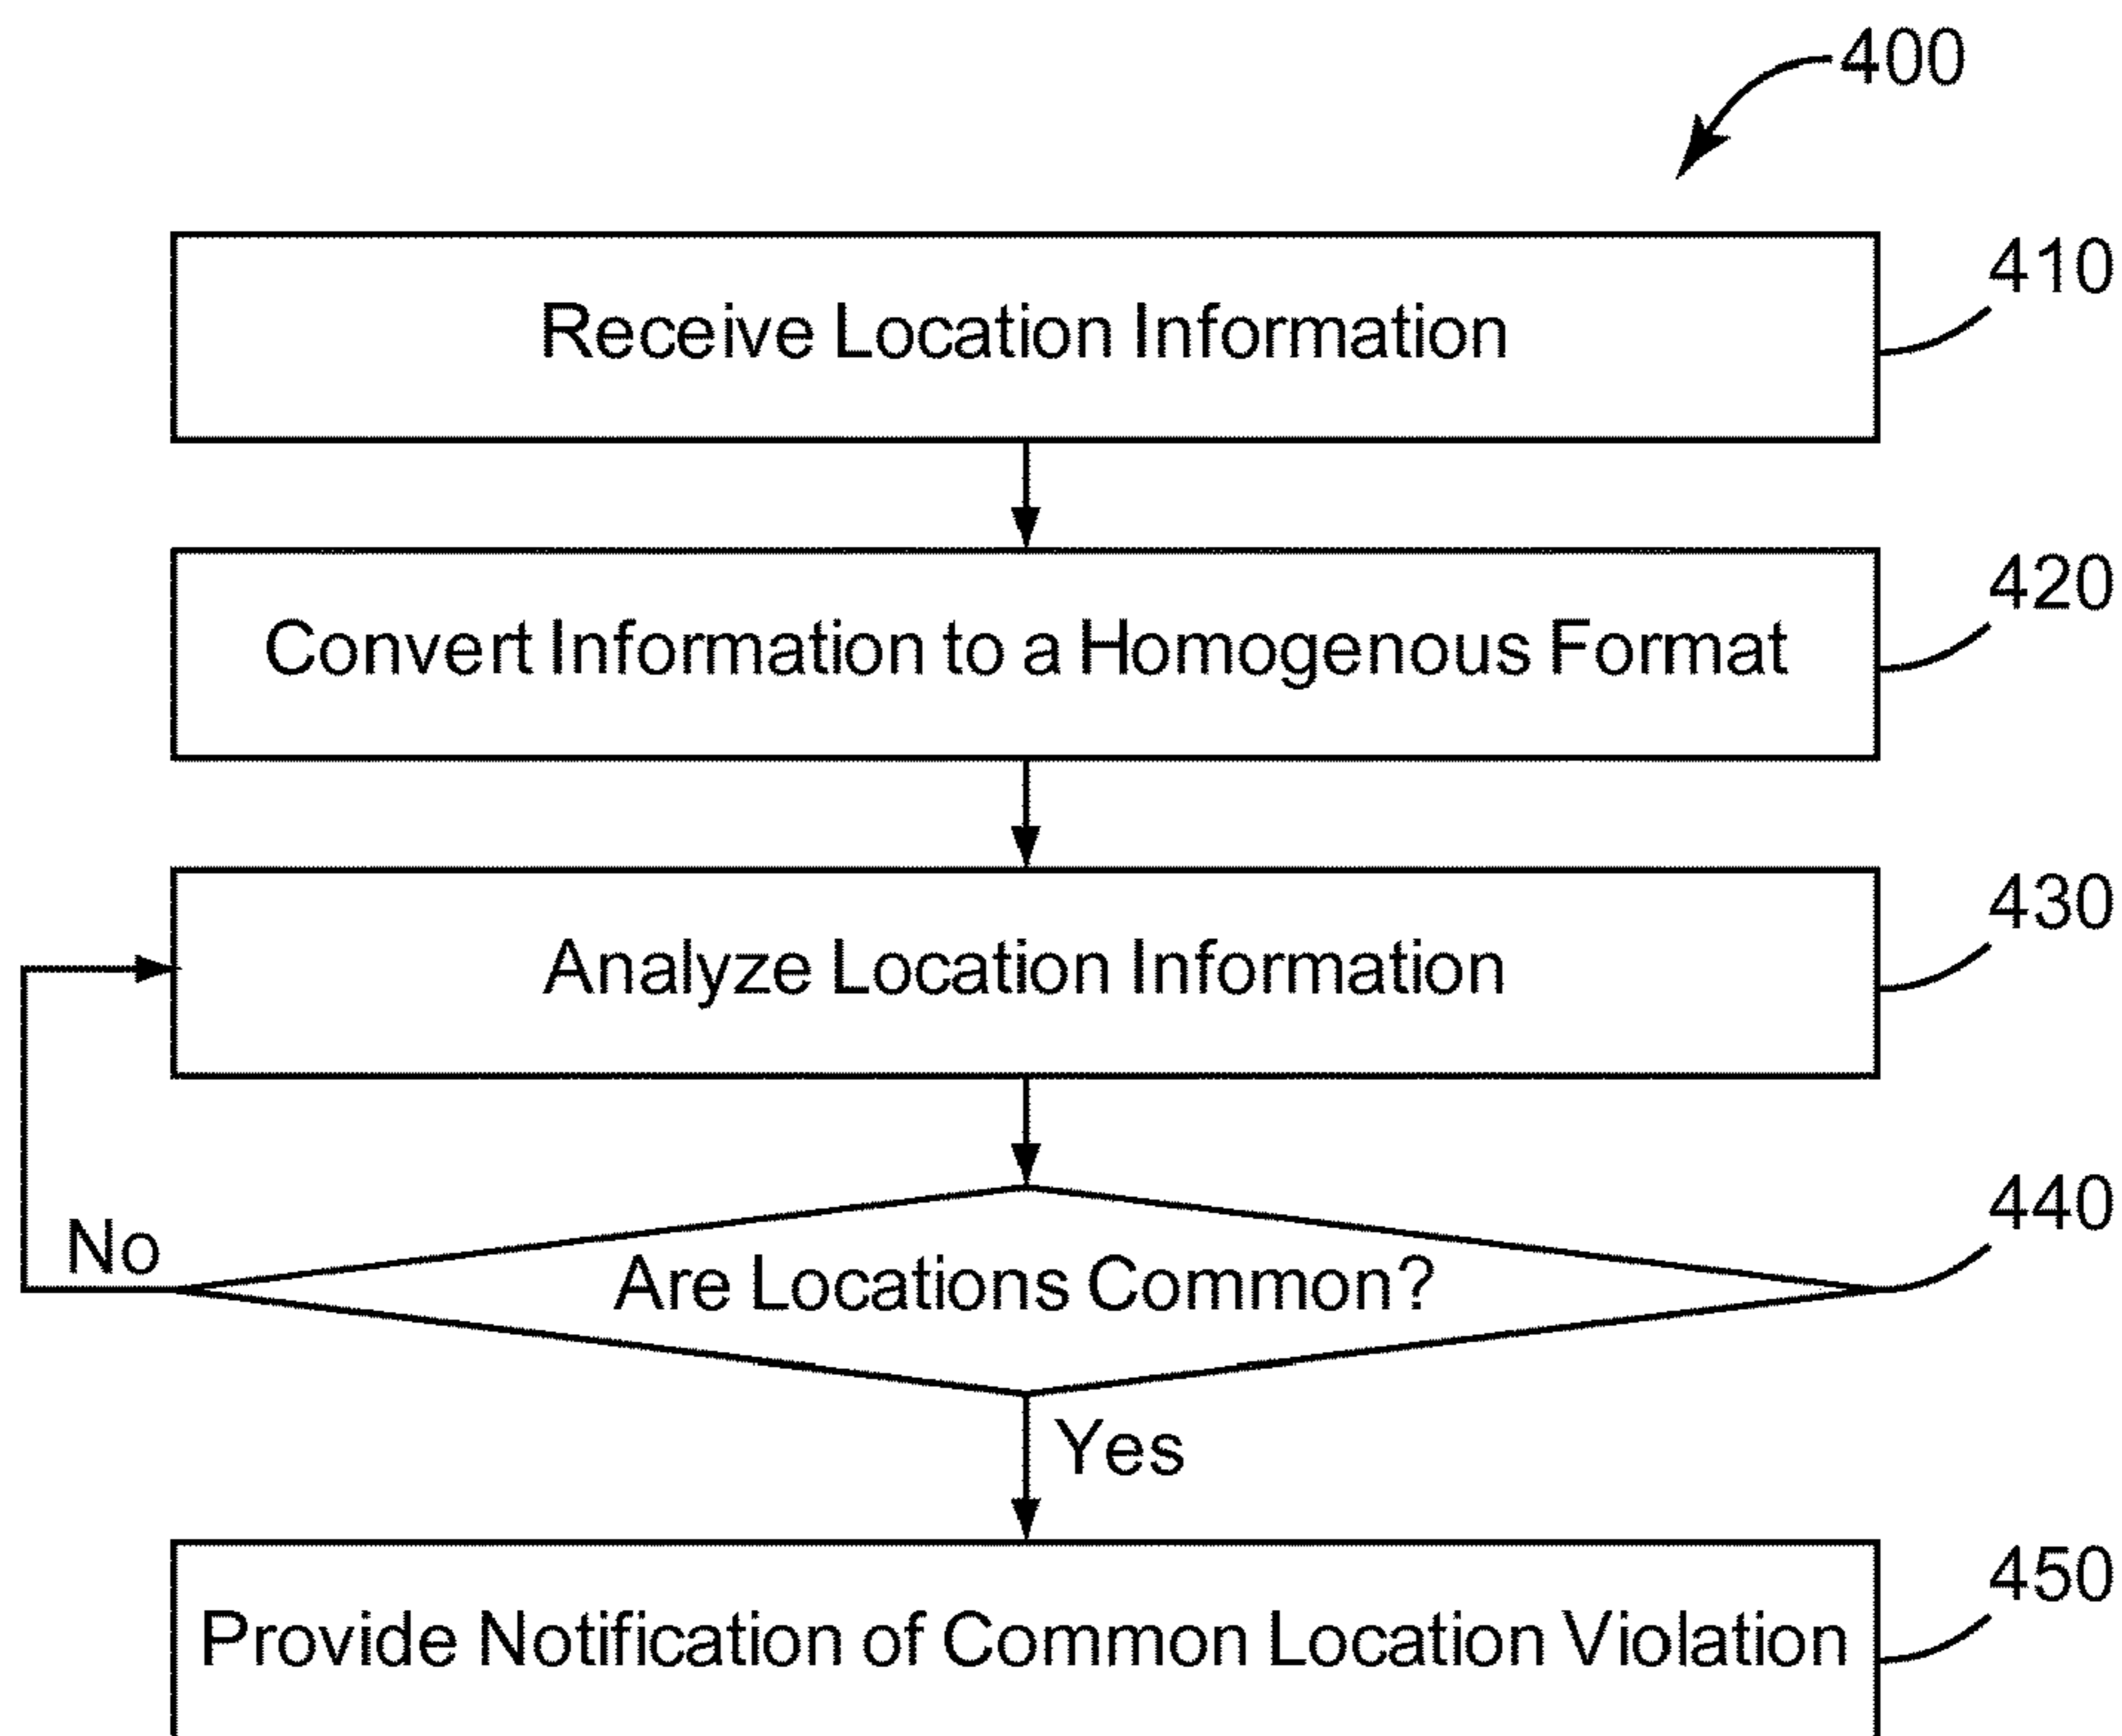 400
Receive Location Information
410
Convert Information to a Homogenous Format
420
Analyze Location Information
430
Are Locations Common?
440
No
Yes
Provide Notification of Common Location Violation
450